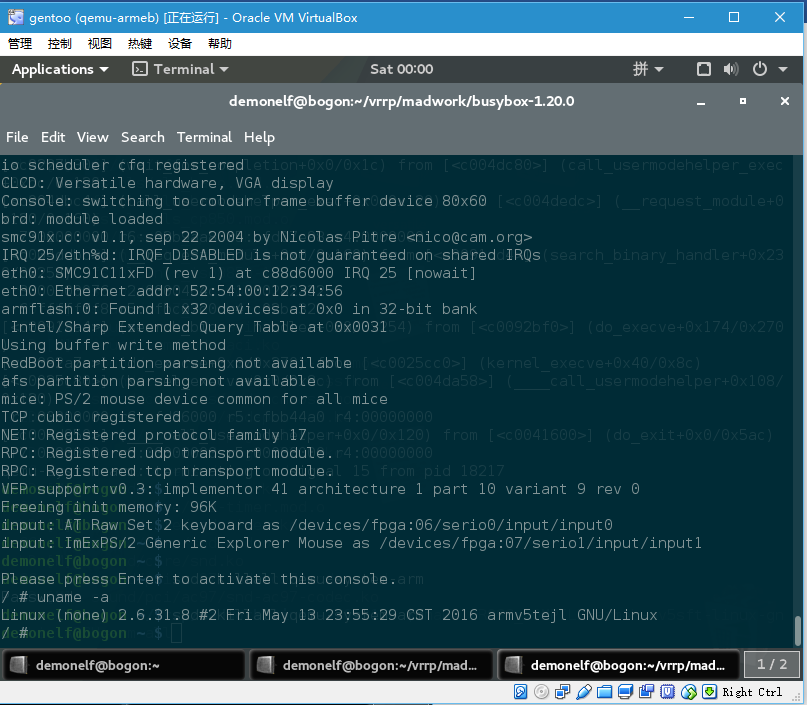 gentoo (qemu-armeb) [正在运行] - Oracle VM VirtualBox
管理 控制 视图 热键 设备 帮助
Applications Terminal Sat 00:00 拼
demonelf@bogon:~/vrrp/madwork/busybox-1.20.0
File Edit View Search Terminal Help
io scheduler cfq registered
CLCD: Versatile hardware, VGA display
Console: switching to colour frame buffer device 80x60
brd: module loaded
smc91x.c: v1.1, sep 22 2004 by Nicolas Pitre <nico@cam.org>
IRQ 25/eth%d: IRQF_DISABLED is not guaranteed on shared IRQs
eth0: SMC91C11xFD (rev 1) at c88d6000 IRQ 25 [nowait]
eth0: Ethernet addr: 52:54:00:12:34:56
armflash.0: Found 1 x32 devices at 0x0 in 32-bit bank
Intel/Sharp Extended Query Table at 0x0031
Using buffer write method
RedBoot partition parsing not available
afs partition parsing not available
mice: PS/2 mouse device common for all mice
TCP cubic registered
NET: Registered protocol family 17
RPC: Registered udp transport module.
RPC: Registered tcp transport module.
VFP support v0.3: implementor 41 architecture 1 part 10 variant 9 rev 0
Freeing init memory: 96K
input: AT Raw Set 2 keyboard as /devices/fpga:06/serio0/input/input0
input: ImExPS/2 Generic Explorer Mouse as /devices/fpga:07/serio1/input/input1
Please press Enter to activate this console.
/ # uname -a
Linux (none) 2.6.31.8 #2 Fri May 13 23:55:29 CST 2016 armv5tejl GNU/Linux
/ #
demonelf@bogon:~ demonelf@bogon:~/vrrp/mad... demonelf@bogon:~/vrrp/mad... 1 / 2
Right Ctrl